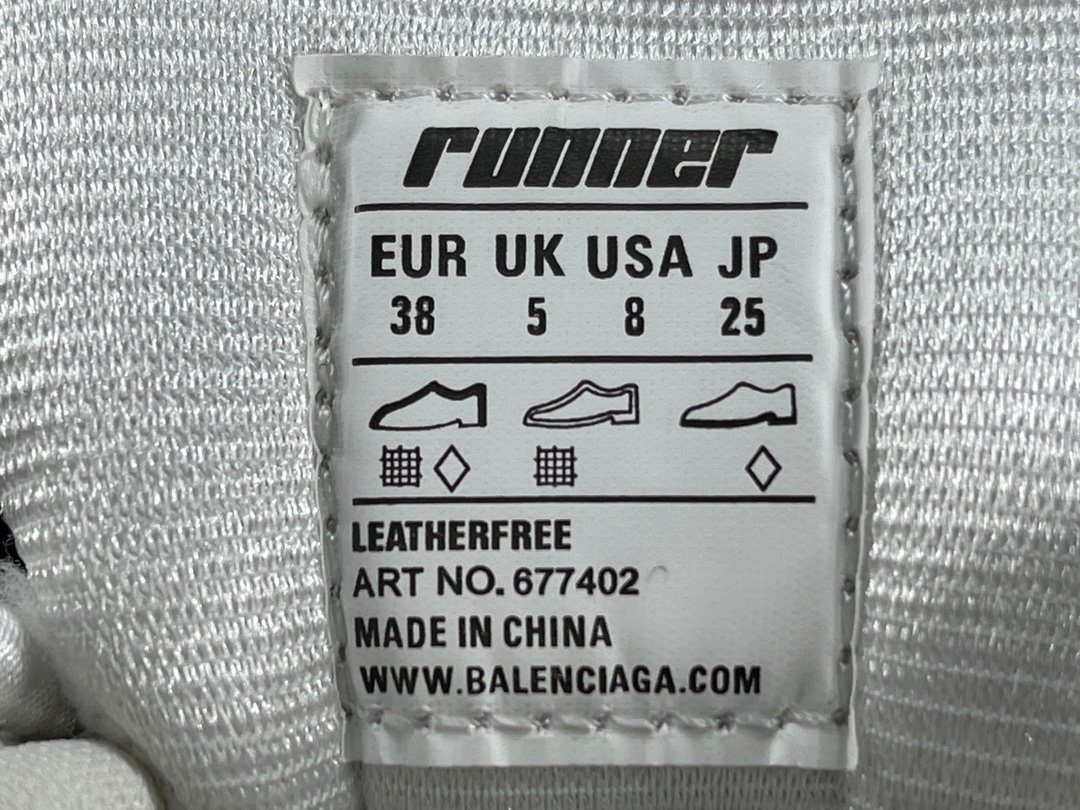 runner
EUR UK USA JP
38 5 8 25
LEATHERFREE
ART NO. 677402
MADE IN CHINA
WWW.BALENCIAGA.COM